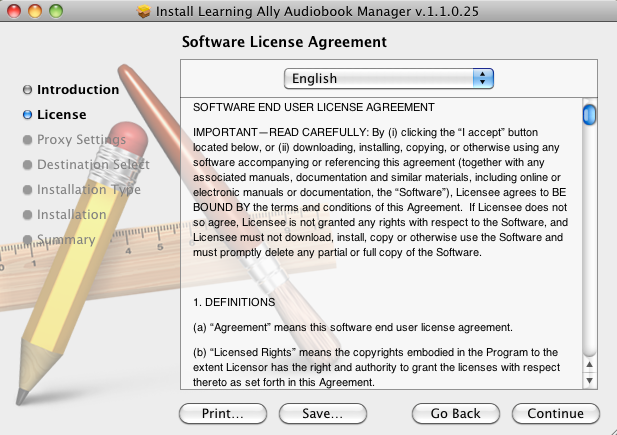 Install Learning Ally Audiobook Manager v.1.1.0.25
Software License Agreement
Introduction
License
Proxy Settings
Destination Select
Installation Type
Installation
Summary
English
SOFTWARE END USER LICENSE AGREEMENT
IMPORTANT—READ CAREFULLY: By (i) clicking the “I accept” button
located below, or (ii) downloading, installing, copying, or otherwise using any
software accompanying or referencing this agreement (together with any
associated manuals, documentation and similar materials, including online or
electronic manuals or documentation, the “Software”), Licensee agrees to BE
BOUND BY the terms and conditions of this Agreement.  If Licensee does not
so agree, Licensee is not granted any rights with respect to the Software, and
Licensee must not download, install, copy or otherwise use the Software and
must promptly delete any partial or full copy of the Software.
1. DEFINITIONS
(a) “Agreement” means this software end user license agreement.
(b) “Licensed Rights” means the copyrights embodied in the Program to the
extent Licensor has the right and authority to grant the licenses with respect
thereto as set forth in this Agreement.
0 1 4 5
Print...
Save...
Go Back
Continue